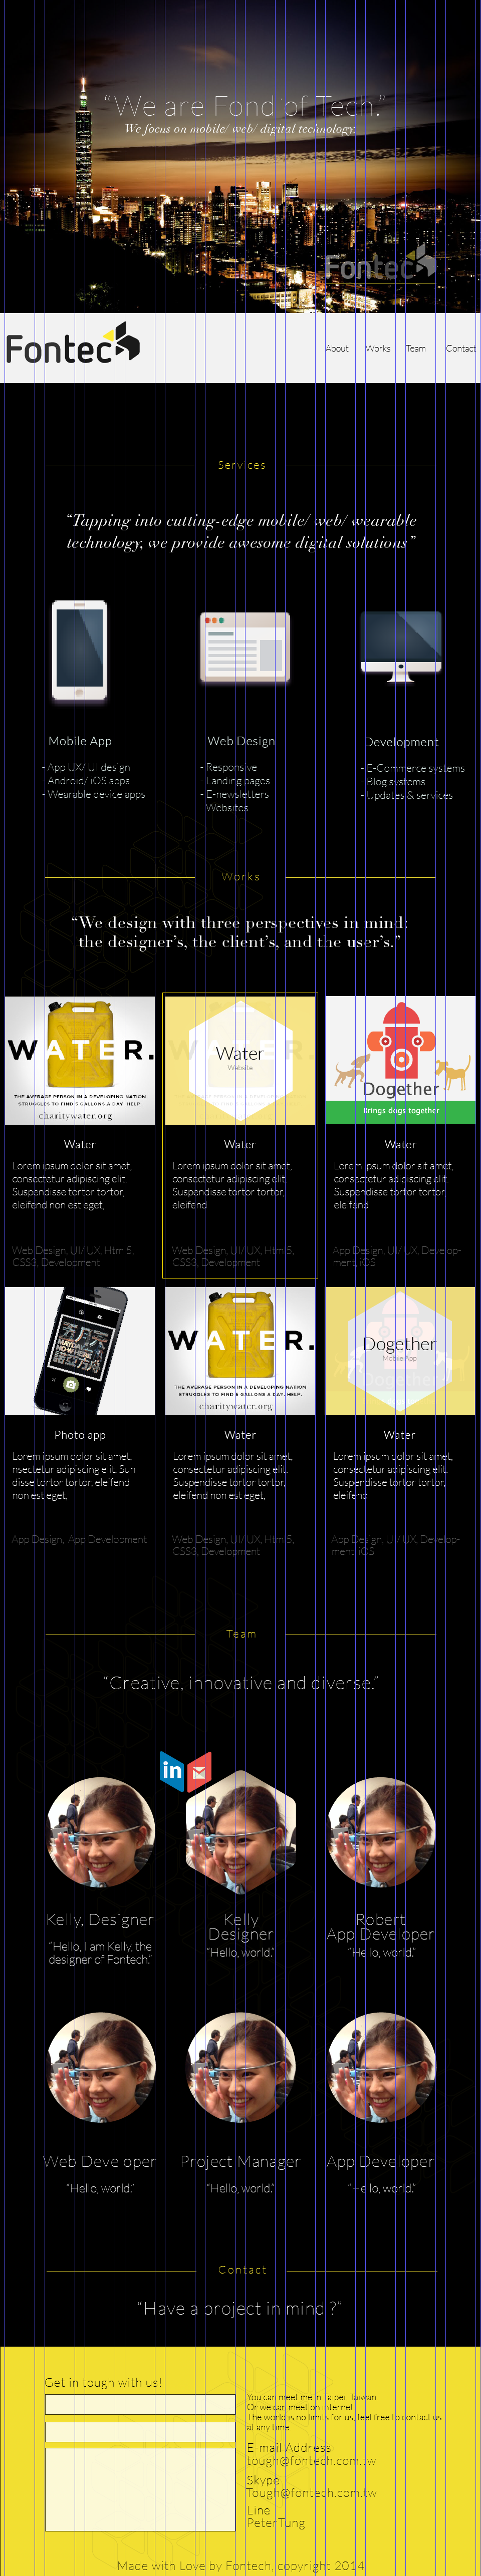 “We are Fond of Tech.”
We focus on mobile/ web/ digital technology.
Fontec
Fontec
About Works Team Contact
Services
“Tapping into cutting-edge mobile/ web/ wearable
technology, we provide awesome digital solutions”
Mobile App
- App UX/ UI design
- Android/ iOS apps
- Wearable device apps
Web Design
- Responsive
- Landing pages
- E-newsletters
- Websites
Development
- E-Commerce systems
- Blog systems
- Updates & services
Works
“We design with three perspectives in mind:
the designer’s, the client’s, and the user’s.”
WATER.
THE AVERAGE PERSON IN A DEVELOPING NATION
STRUGGLES TO FIND 5 GALLONS A DAY. HELP.
charitywater.org
Water
Lorem ipsum dolor sit amet,
consectetur adipiscing elit.
Suspendisse tortor tortor,
eleifend non est eget,
Web Design, UI/ UX, Html5,
CSS3, Development
Water
Website
Water
Lorem ipsum dolor sit amet,
consectetur adipiscing elit.
Suspendisse tortor tortor,
eleifend
Web Design, UI/ UX, Html5,
CSS3, Development
Dogether
Brings dogs together
Water
Lorem ipsum dolor sit amet,
consectetur adipiscing elit.
Suspendisse tortor tortor,
eleifend
App Design, UI/ UX, Develop-
ment, iOS
Photo app
Lorem ipsum dolor sit amet,
nsectetur adipiscing elit. Sun
disse tortor tortor, eleifend
non est eget,
App Design, App Development
WATER.
THE AVERAGE PERSON IN A DEVELOPING NATION
STRUGGLES TO FIND 5 GALLONS A DAY. HELP.
charitywater.org
Water
Lorem ipsum dolor sit amet,
consectetur adipiscing elit.
Suspendisse tortor tortor,
eleifend non est eget,
Web Design, UI/ UX, Html5,
CSS3, Development
Dogether
Mobile App
Water
Lorem ipsum dolor sit amet,
consectetur adipiscing elit.
Suspendisse tortor tortor,
eleifend
App Design, UI/ UX, Develop-
ment, iOS
Team
“Creative, innovative and diverse.”
in
Kelly, Designer
“Hello, I am Kelly, the
designer of Fontech.”
Kelly
Designer
“Hello, world.”
Robert
App Developer
“Hello, world.”
Web Developer
“Hello, world.”
Project Manager
“Hello, world.”
App Developer
“Hello, world.”
Contact
“Have a project in mind ?”
Get in tough with us!
You can meet me in Taipei, Taiwan.
Or we can meet on internet.
The world is no limits for us, feel free to contact us
at any time.
E-mail Address
tough@fontech.com.tw
Skype
Tough@fontech.com.tw
Line
PeterTung
Made with Love by Fontech, copyright 2014